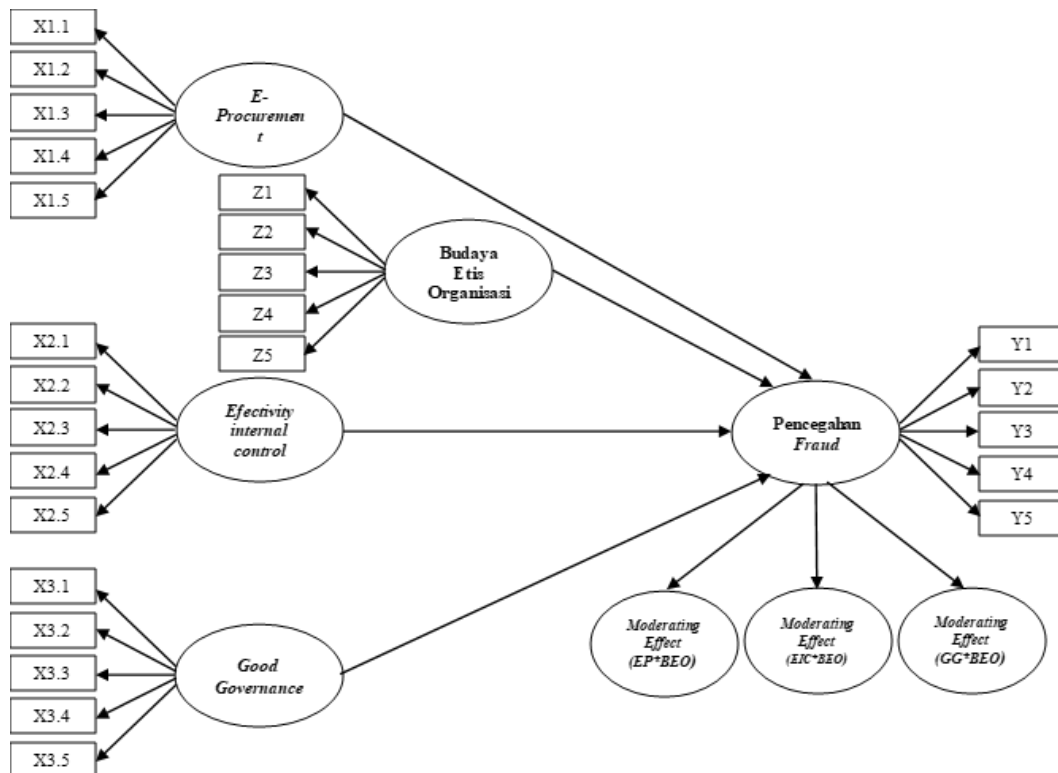 X1.1
X1.2
X1.3
X1.4
X1.5
E-
Procuremen
t
Z1
Z2
Z3
Z4
Z5
Budaya
Etis
Organisasi
X2.1
X2.2
X2.3
X2.4
X2.5
Efectivity
internal
control
Pencegahan
Fraud
Y1
Y2
Y3
Y4
Y5
X3.1
X3.2
X3.3
X3.4
X3.5
Good
Governance
Moderating
Effect
(EP*BEO)
Moderating
Effect
(EIC*BEO)
Moderating
Effect
(GG*BEO)